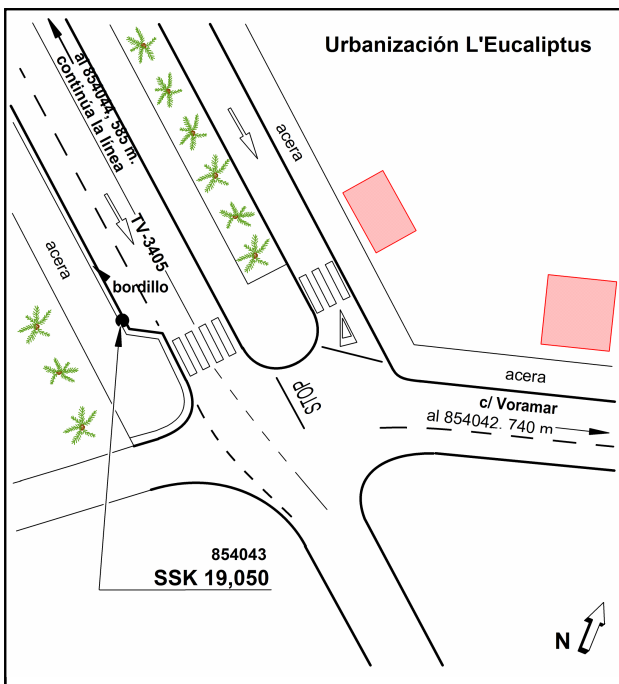 Urbanización L'Eucaliptus
al 854044, 585 m.
continúa la línea
acera
TV-3405
acera
bordillo
acera
STOP
c/ Voramar
al 854042. 740 m
854043
SSK 19,050
N